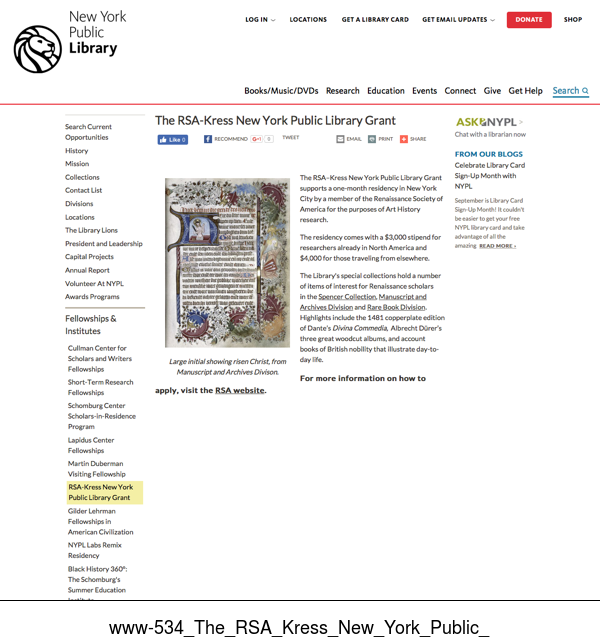 New York
Public
Library
LOG IN
LOCATIONS
GET A LIBRARY CARD
GET EMAIL UPDATES
DONATE
SHOP
Books/Music/DVDs Research Education Events Connect Give Get Help Search
Search Current
Opportunities
History
Mission
Collections
Contact List
Divisions
Locations
The Library Lions
President and Leadership
Capital Projects
Annual Report
Volunteer At NYPL
Awards Programs
Fellowships &
Institutes
Cullman Center for
Scholars and Writers
Fellowships
Short-Term Research
Fellowships
Schomburg Center
Scholars-in-Residence
Program
Lapidus Center
Fellowships
Martin Duberman
Visiting Fellowship
RSA-Kress New York
Public Library Grant
Gilder Lehrman
Fellowships in
American Civilization
NYPL Labs Remix
Residency
Black History 360°:
The Schomburg's
Summer Education
Institute
The RSA-Kress New York Public Library Grant
Like 0
RECOMMEND
G+1 0
TWEET
EMAIL
PRINT
SHARE
Large initial showing risen Christ, from
Manuscript and Archives Divison.
The RSA-Kress New York Public Library Grant
supports a one-month residency in New York
City by a member of the Renaissance Society of
America for the purposes of Art History
research.
The residency comes with a $3,000 stipend for
researchers already in North America and
$4,000 for those traveling from elsewhere.
The Library's special collections hold a number
of items of interest for Renaissance scholars
in the Spencer Collection, Manuscript and
Archives Division and Rare Book Division.
Highlights include the 1481 copperplate edition
of Dante's Divina Commedia, Albrecht Dürer's
three great woodcut albums, and account
books of British nobility that illustrate day-to-
day life.
For more information on how to
apply, visit the RSA website.
ASK NYPL >
Chat with a librarian now
FROM OUR BLOGS
Celebrate Library Card
Sign-Up Month with
NYPL
September is Library Card
Sign-Up Month! It couldn't
be easier to get your free
NYPL library card and take
advantage of all the
amazing READ MORE ›
www-534_The_RSA_Kress_New_York_Public_